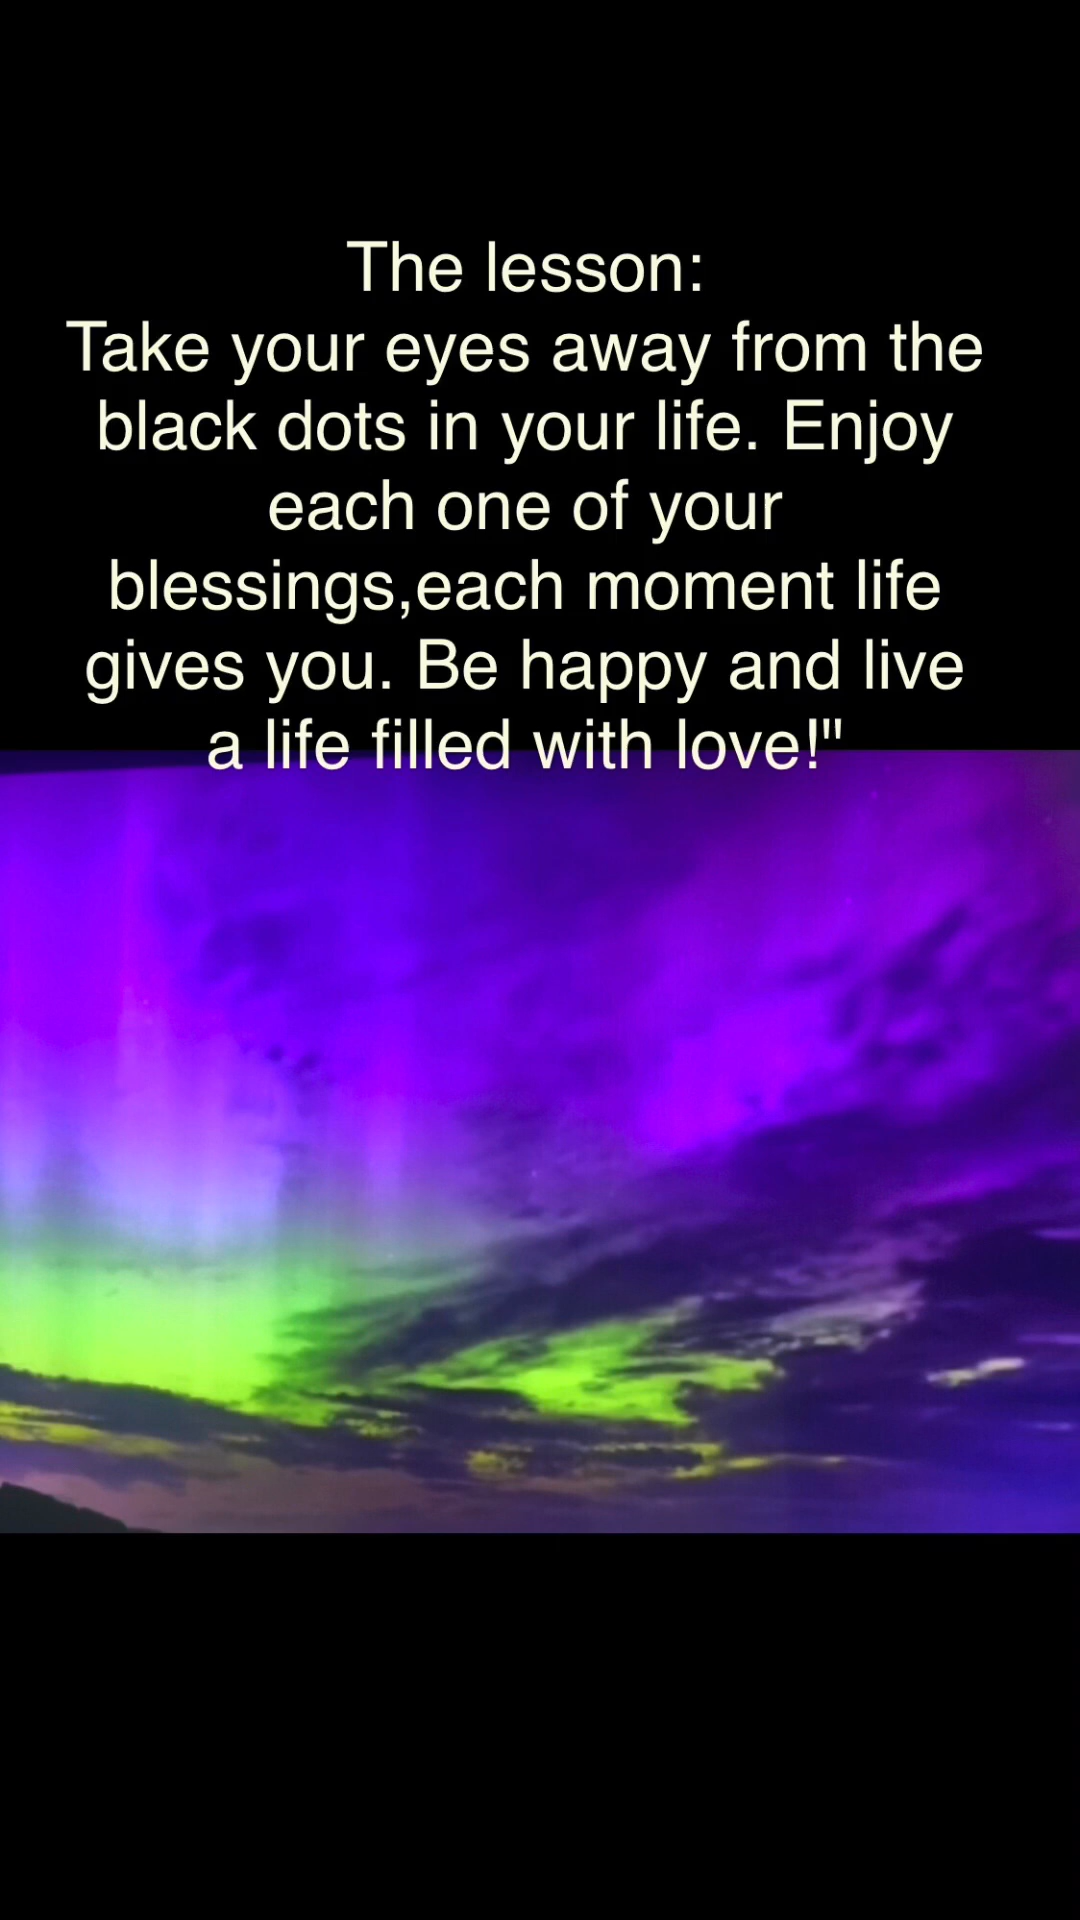 The lesson:
Take your eyes away from the
black dots in your life. Enjoy
each one of your
blessings,each moment life
gives you. Be happy and live
a life filled with love!"